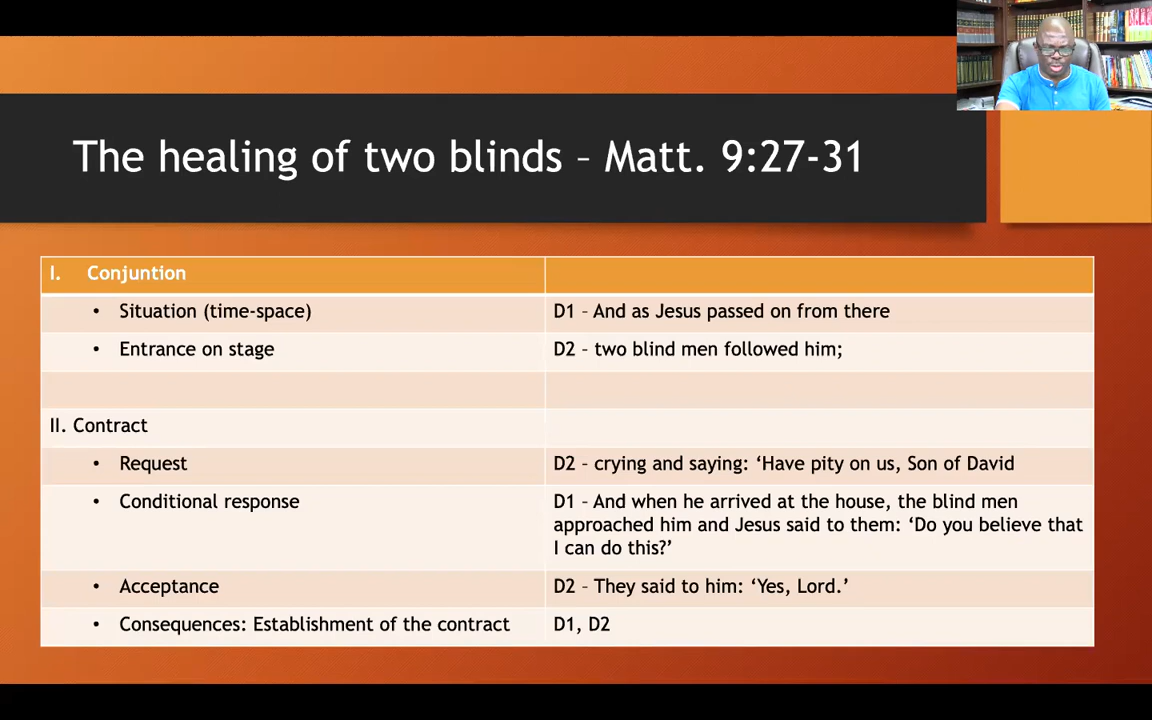 The healing of two blinds – Matt. 9:27-31
I. Conjuntion
• Situation (time-space)
D1 – And as Jesus passed on from there
• Entrance on stage
D2 – two blind men followed him;
II. Contract
• Request
D2 – crying and saying: ‘Have pity on us, Son of David
• Conditional response
D1 – And when he arrived at the house, the blind men
approached him and Jesus said to them: ‘Do you believe that
I can do this?’
• Acceptance
D2 – They said to him: ‘Yes, Lord.’
• Consequences: Establishment of the contract
D1, D2